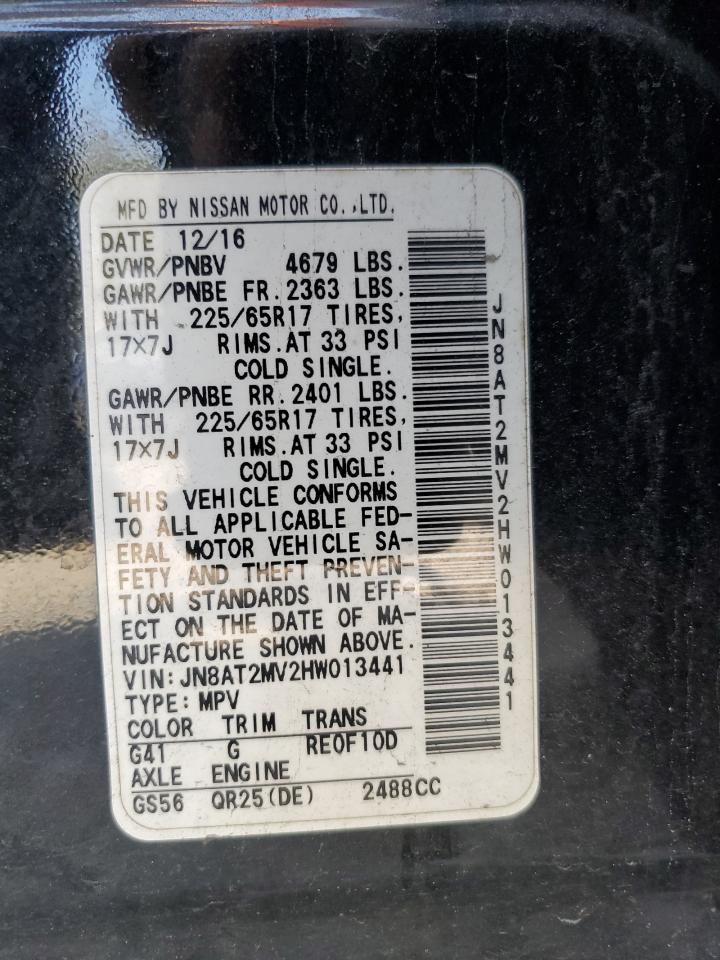 MFD BY NISSAN MOTOR CO.,LTD.
DATE 12/16
GVWR/PNBV 4679 LBS.
GAWR/PNBE FR. 2363 LBS.
WITH 225/65R17 TIRES,
17×7J RIMS.AT 33 PSI
COLD SINGLE.
GAWR/PNBE RR. 2401 LBS.
WITH 225/65R17 TIRES,
17×7J RIMS.AT 33 PSI
COLD SINGLE.
THIS VEHICLE CONFORMS
TO ALL APPLICABLE FED-
ERAL MOTOR VEHICLE SA-
FETY AND THEFT PREVEN-
TION STANDARDS IN EFF-
ECT ON THE DATE OF MA-
NUFACTURE SHOWN ABOVE.
VIN: JN8AT2MV2HW013441
TYPE: MPV
COLOR TRIM TRANS
G41 G RE0F10D
AXLE ENGINE
GS56 QR25(DE) 2488CC
JN8AT2MV2HW013441